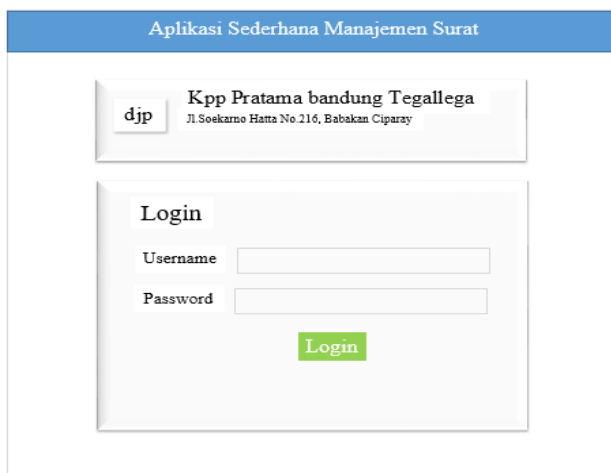 Aplikasi Sederhana Manajemen Surat
djp
Kpp Pratama bandung Tegallega
Jl.Soekarno Hatta No.216, Babakan Ciparay
Login
Username
Password
Login